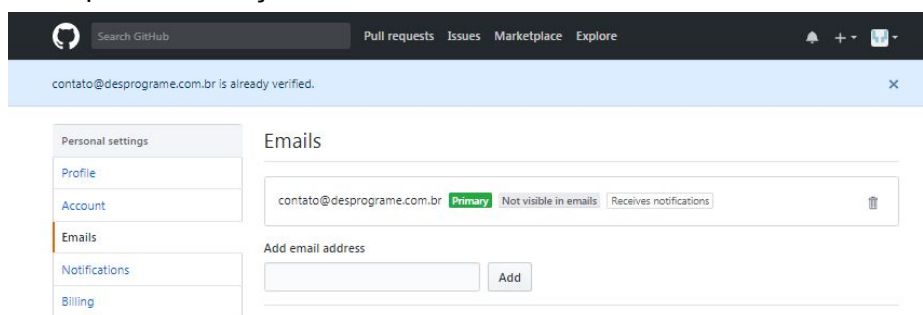 Search GitHub
Pull requests Issues Marketplace Explore
contato@desprograme.com.br is already verified.
Personal settings
Profile
Account
Emails
Notifications
Billing
Emails
contato@desprograme.com.br Primary Not visible in emails Receives notifications
Add email address
Add